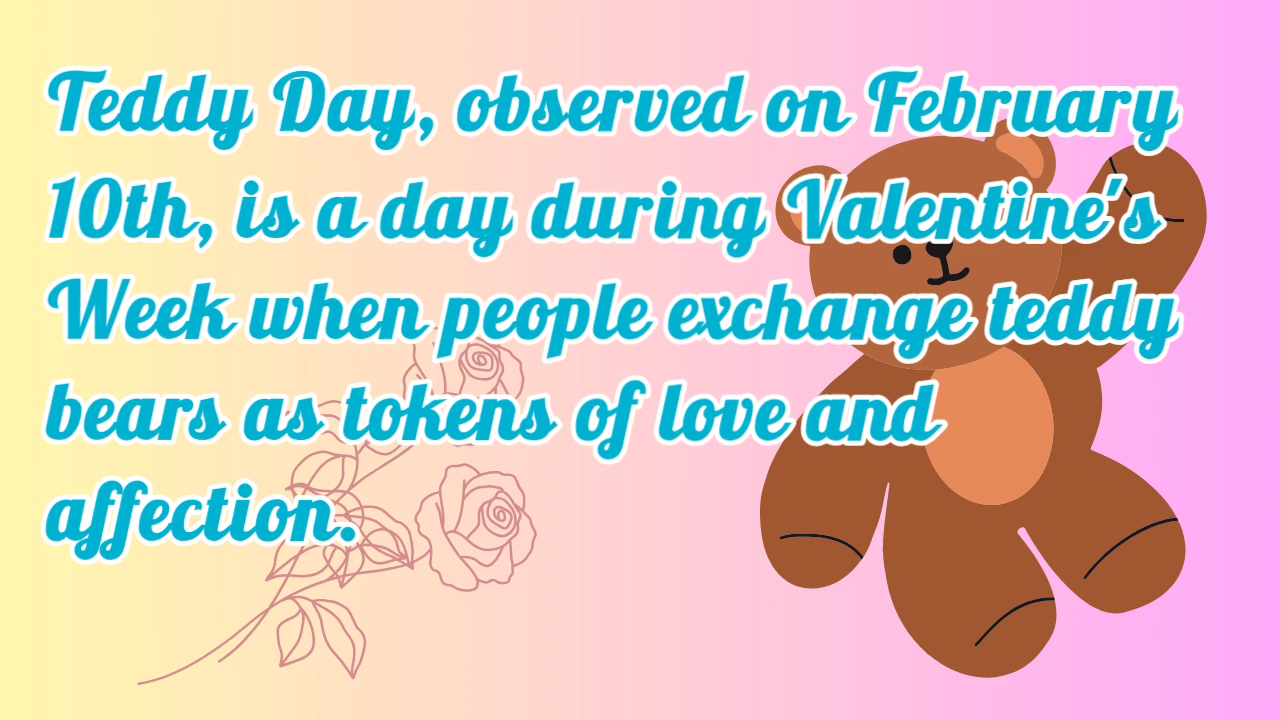 Teddy Day, observed on February
10th, is a day during Valentine's
Week when people exchange teddy
bears as tokens of love and
affection.